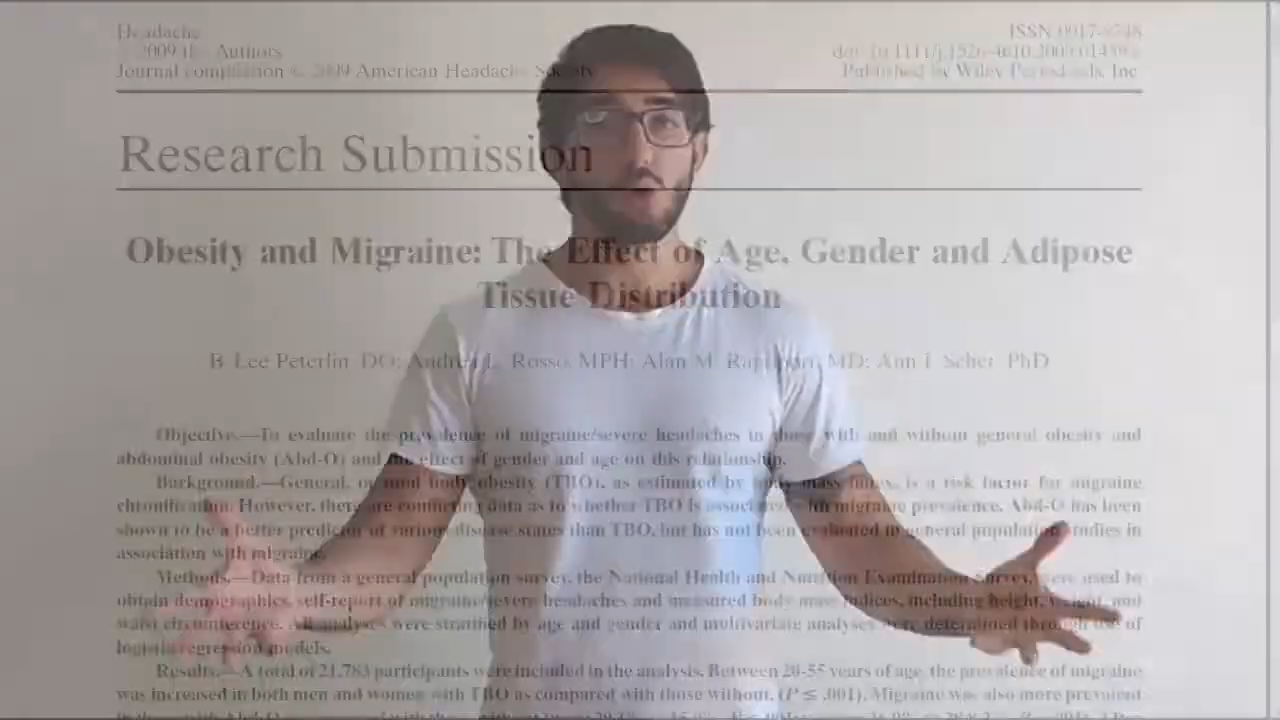 Headache
© 2009 the Authors
Journal compilation © 2009 American Headache Society
ISSN 0017-8748
Published by Wiley Periodicals, Inc.
Research Submission
Obesity and Migraine: The Effect of Age, Gender and Adipose
Tissue Distribution
B. Lee Peterlin, DO; Andrea L. Rosso, MPH; Alan M. Rapoport, MD; Ann I. Scher, PhD
Objective.—To evaluate the prevalence of migraine/severe headaches in those with and without general obesity and
abdominal obesity (Abd-O) and the effect of gender and age on this relationship.
Background.—General, or total body obesity (TBO), as estimated by body mass index, is a risk factor for migraine
chronification. However, there are conflicting data as to whether TBO is associated with migraine prevalence. Abd-O has been
shown to be a better predictor of various disease states than TBO, but has not been evaluated in general population studies in
association with migraine.
Methods.—Data from a general population survey, the National Health and Nutrition Examination Survey, were used to
obtain demographics, self-report of migraine/severe headaches and measured body mass indices, including height, weight, and
waist circumference. All analyses were stratified by age and gender and multivariate analyses were determined through use of
logistic regression models.
Results.—A total of 21,783 participants were included in the analysis. Between 20-55 years of age, the prevalence of migraine
was increased in both men and women with TBO as compared with those without, (P ≤ .001). Migraine was also more prevalent